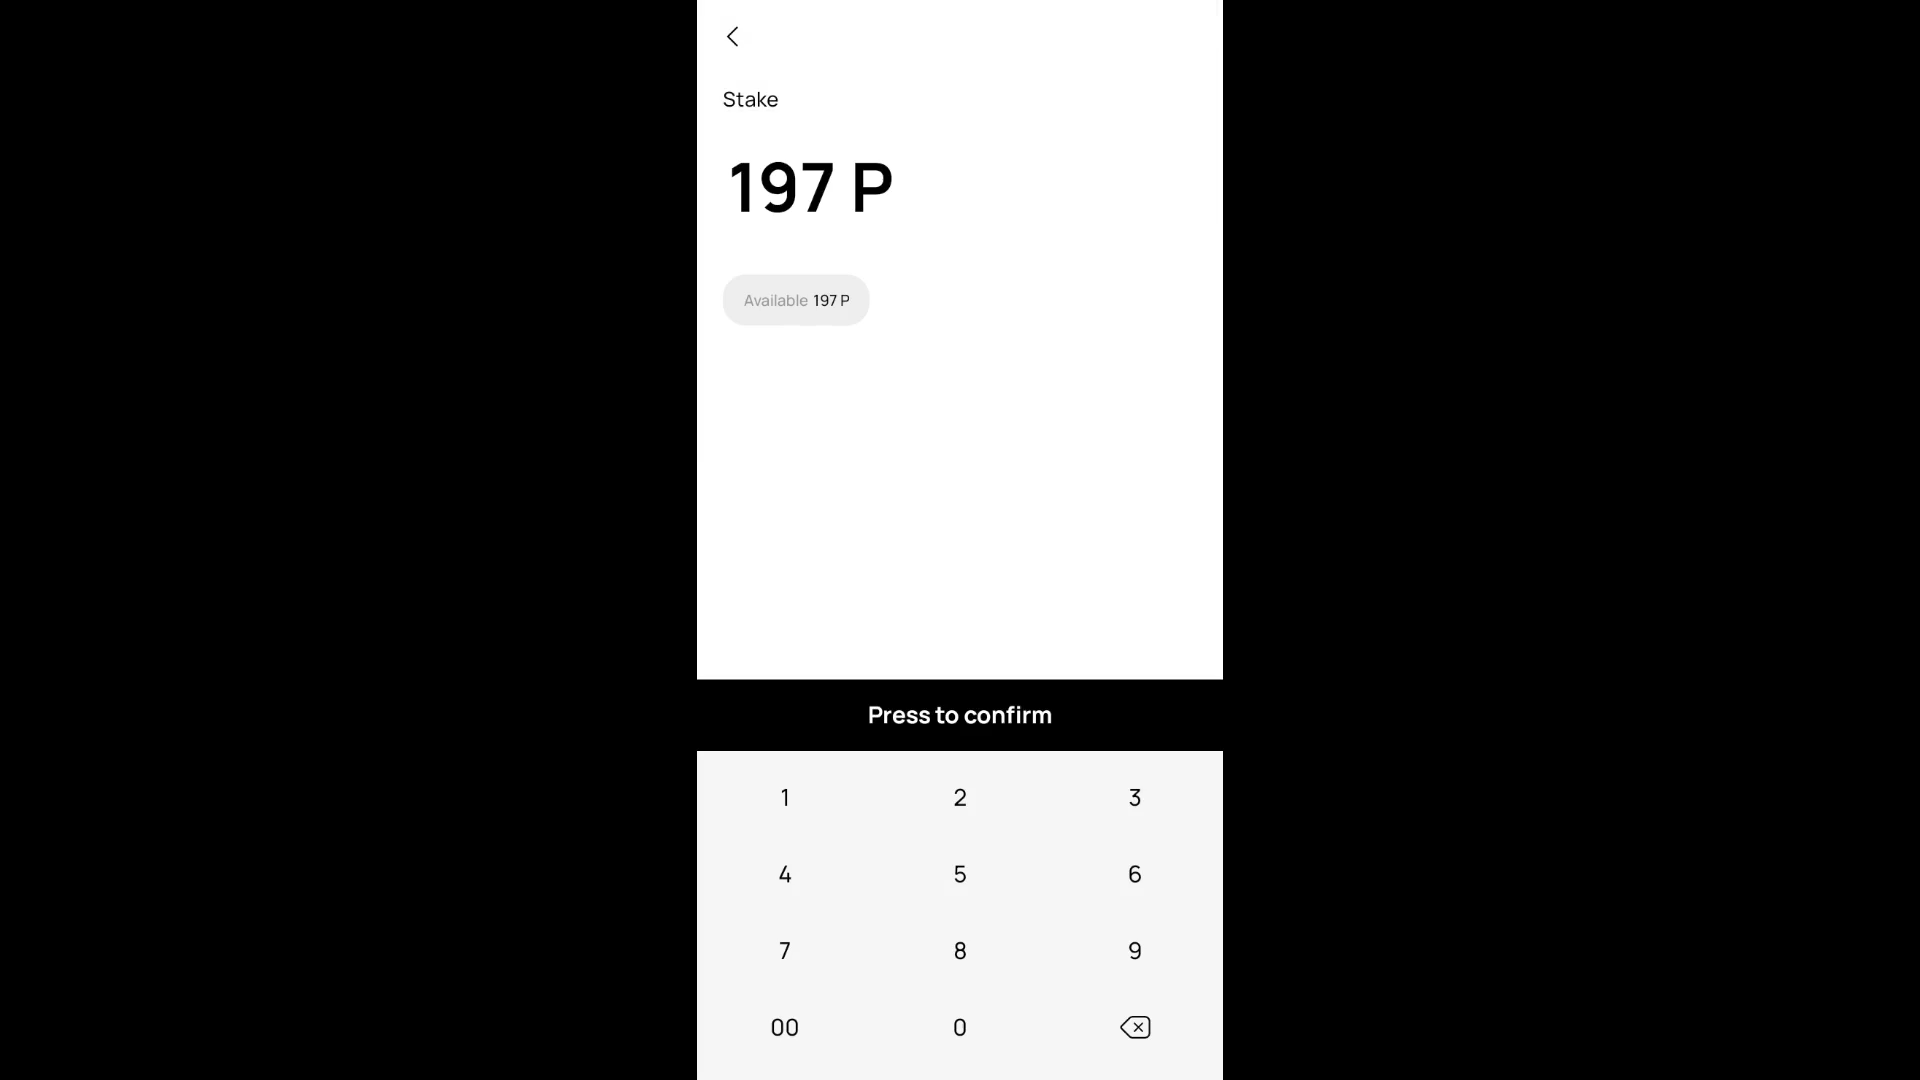 Stake
197 P
Available 197 P
Press to confirm
1 2 3
4 5 6
7 8 9
00 0